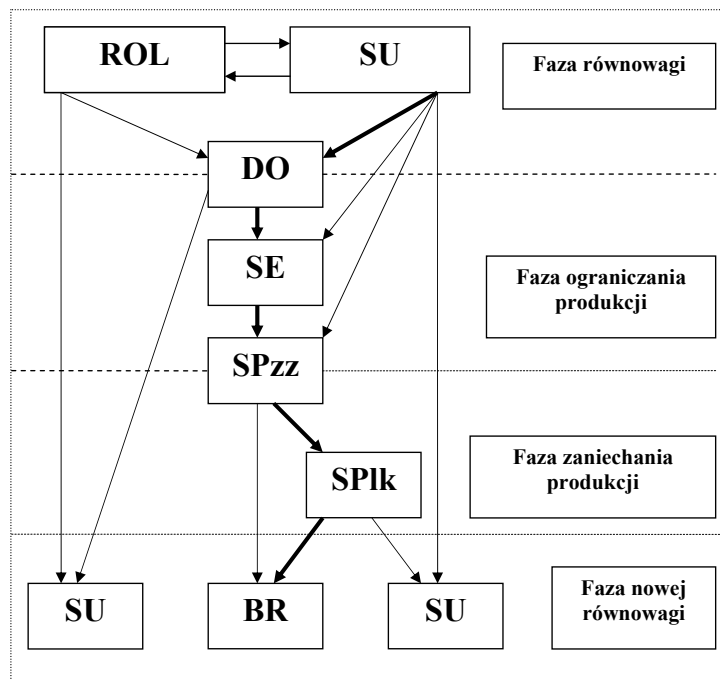 ROL
SU
Faza równowagi
DO
SE
Faza ograniczania
produkcji
SPzz
SPlk
Faza zaniechania
produkcji
SU
BR
SU
Faza nowej
równowagi